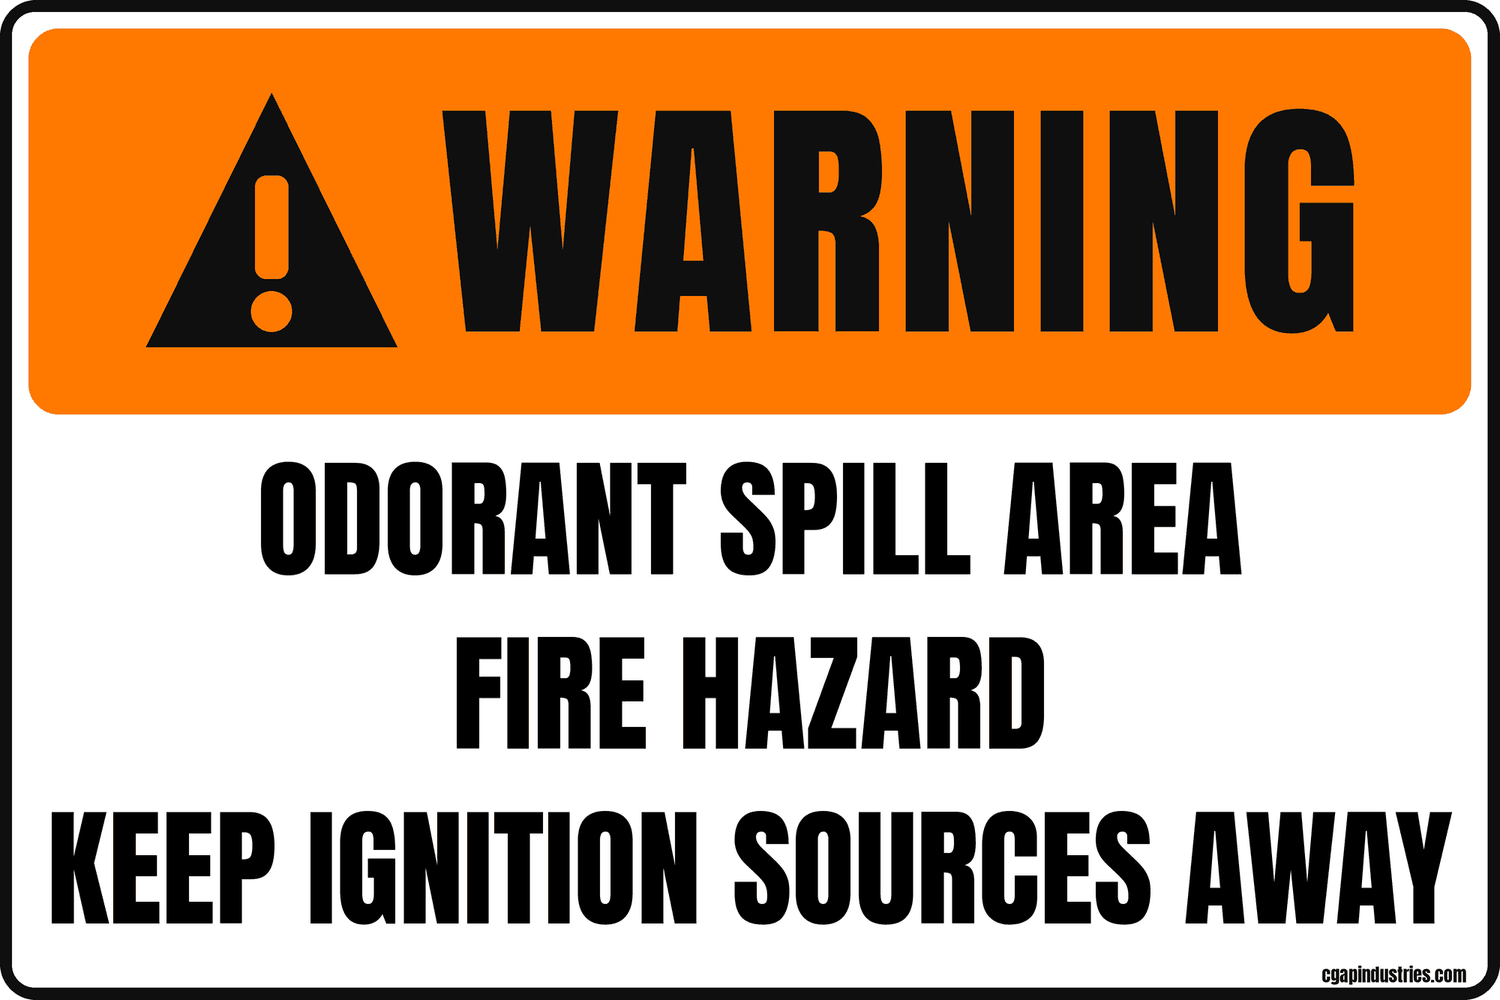 WARNING
ODORANT SPILL AREA
FIRE HAZARD
KEEP IGNITION SOURCES AWAY
cgapindustries.com